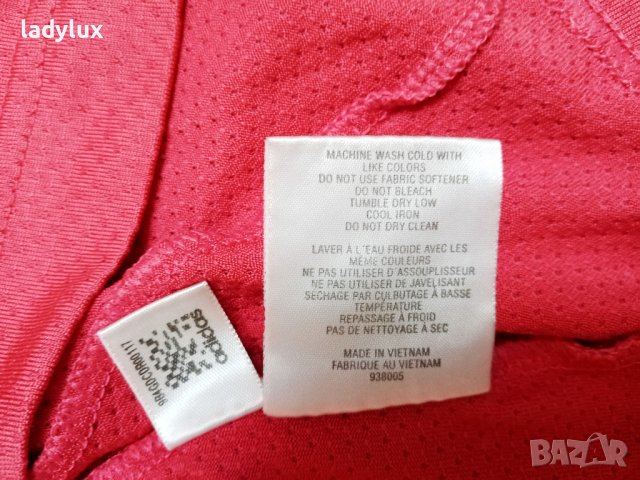 ladylux
MACHINE WASH COLD WITH
LIKE COLORS
DO NOT USE FABRIC SOFTENER
DO NOT BLEACH
TUMBLE DRY LOW
COOL IRON
DO NOT DRY CLEAN
LAVER À L'EAU FROIDE AVEC LES
MÊME COULEURS
NE PAS UTILISER D'ASSOUPLISSEUR
NE PAS UTILISER DE JAVELISANT
SECHAGE PAR CULBUTAGE À BASSE
TEMPÉRATURE
REPASSAGE À FROID
PAS DE NETTOYAGE À SEC
MADE IN VIETNAM
FABRIQUE AU VIETNAM
938005
adidas
BAZAR